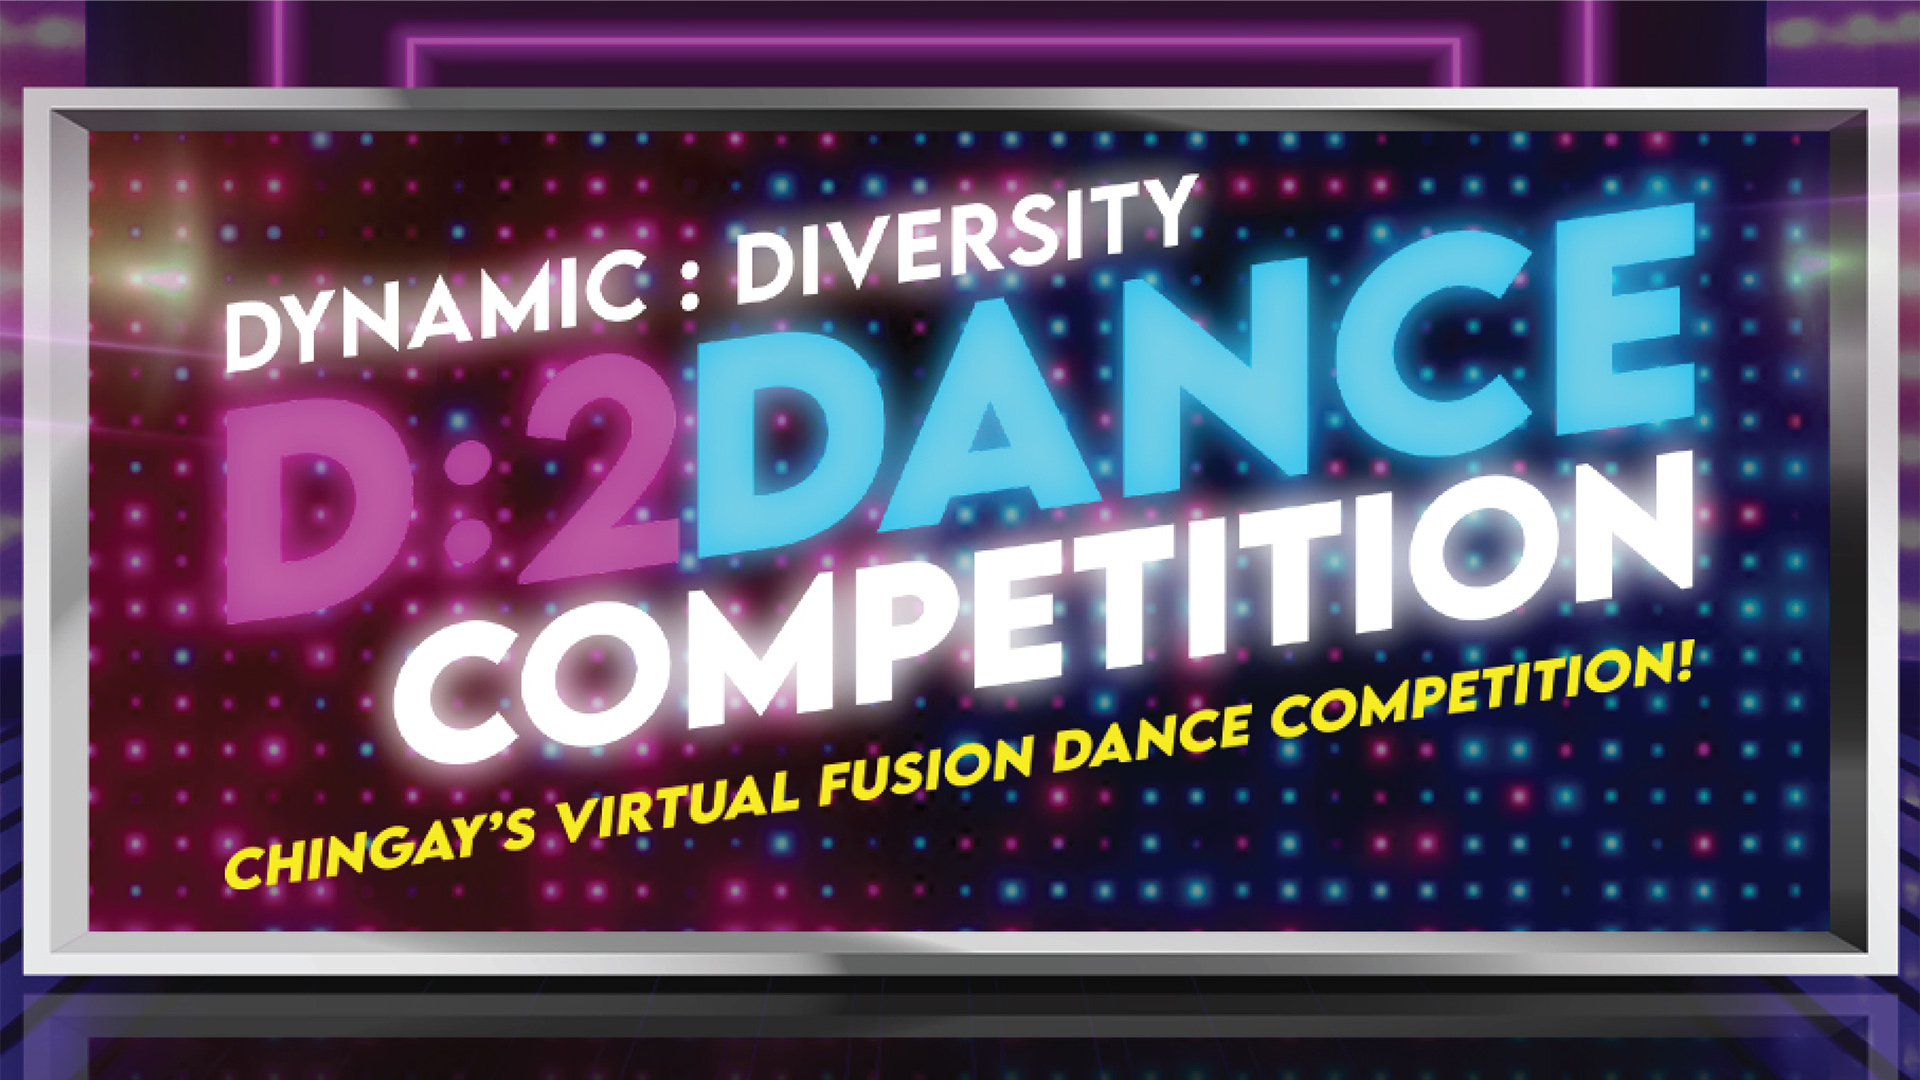 DYNAMIC : DIVERSITY
D:2DANCE
COMPETITION
CHINGAY'S VIRTUAL FUSION DANCE COMPETITION!